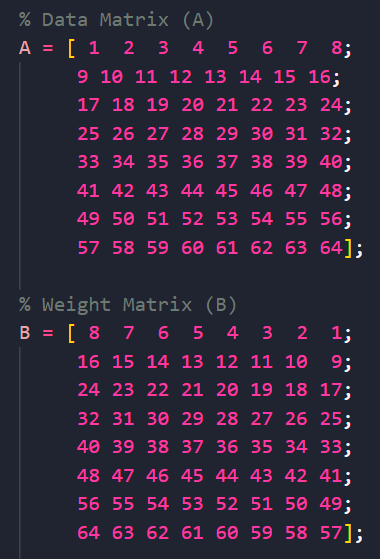 % Data Matrix (A)
A = [ 1 2 3 4 5 6 7 8;
9 10 11 12 13 14 15 16;
17 18 19 20 21 22 23 24;
25 26 27 28 29 30 31 32;
33 34 35 36 37 38 39 40;
41 42 43 44 45 46 47 48;
49 50 51 52 53 54 55 56;
57 58 59 60 61 62 63 64];
% Weight Matrix (B)
B = [ 8 7 6 5 4 3 2 1;
16 15 14 13 12 11 10 9;
24 23 22 21 20 19 18 17;
32 31 30 29 28 27 26 25;
40 39 38 37 36 35 34 33;
48 47 46 45 44 43 42 41;
56 55 54 53 52 51 50 49;
64 63 62 61 60 59 58 57];